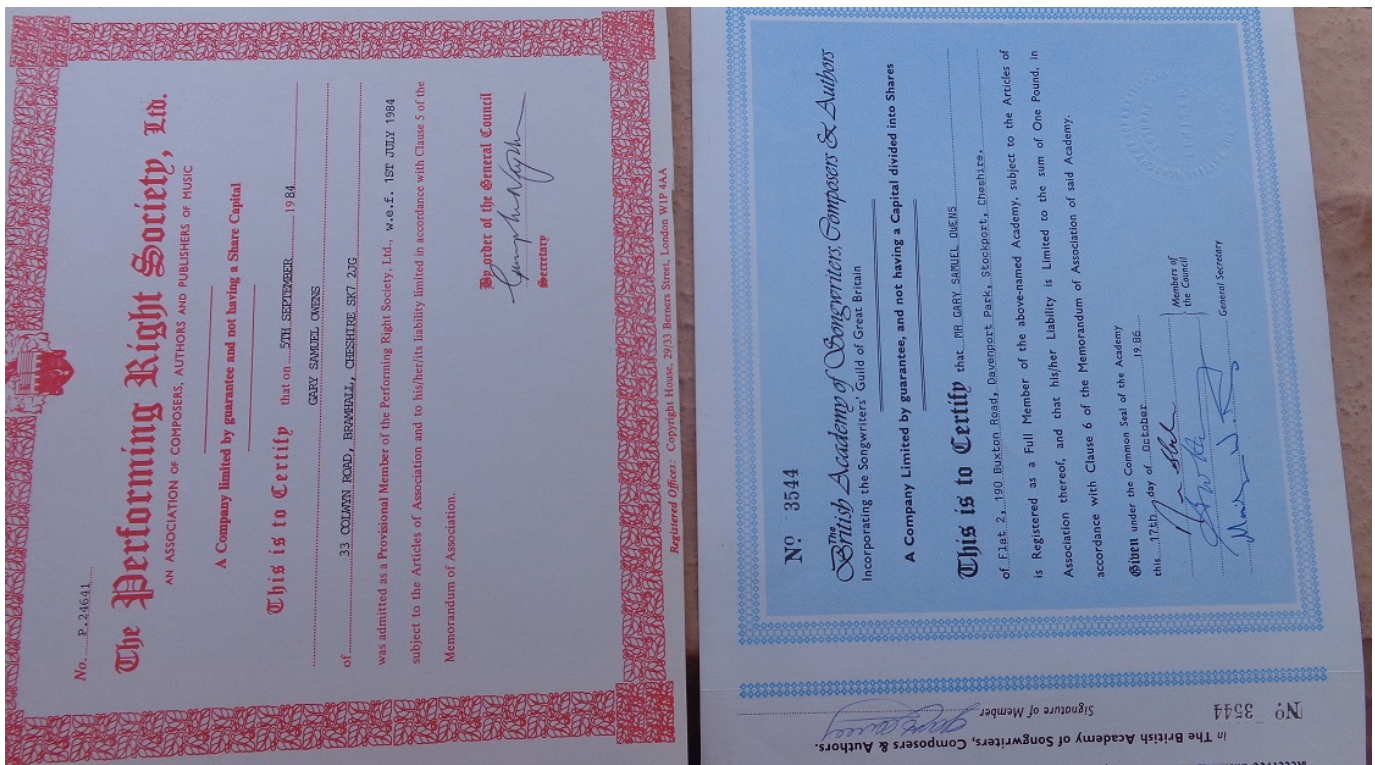 No. P.24641
The Performing Right Society, Ltd.
AN ASSOCIATION OF COMPOSERS, AUTHORS AND PUBLISHERS OF MUSIC
A Company limited by guarantee and not having a Share Capital
This is to Certify that on 5TH SEPTEMBER 1984
GARY SAMUEL OWENS
of 33 COLWYN ROAD, BRAMHALL, CHESHIRE SK7 2JG
was admitted as a Provisional Member of the Performing Right Society, Ltd., w.e.f. 1ST JULY 1984
subject to the Articles of Association and to his/her/its liability limited in accordance with Clause 5 of the
Memorandum of Association.
By order of the General Council
Secretary
Registered Offices: Copyright House, 29/33 Berners Street, London W1P 4AA
No 3544
The British Academy of Songwriters, Composers & Authors
Incorporating the Songwriters' Guild of Great Britain
A Company Limited by guarantee, and not having a Capital divided into Shares
This is to Certify that MR GARY SAMUEL OWENS
of Flat 2, 190 Buxton Road, Davenport Park, Stockport, Cheshire.
is Registered as a Full Member of the above-named Academy, subject to the Articles of
Association thereof, and that his/her Liability is Limited to the sum of One Pound, in
accordance with Clause 6 of the Memorandum of Association of said Academy.
Given under the Common Seal of the Academy
this 17th day of October 1986
Members of
the Council
General Secretary
in The British Academy of Songwriters, Composers & Authors.
Signature of Member
No 3544